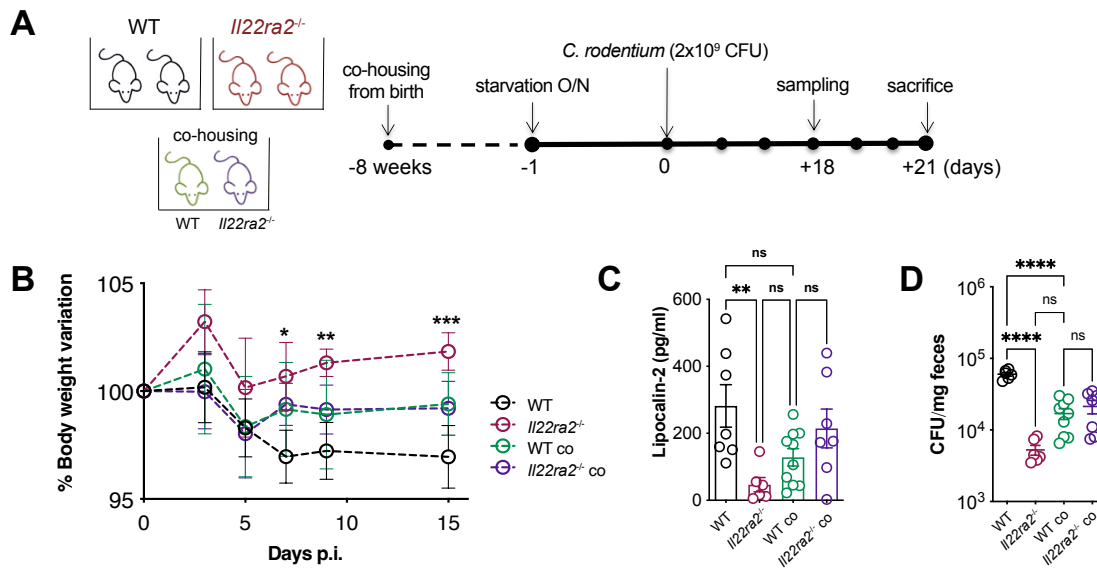 A
WT
Il22ra2-/-
co-housing
WT
Il22ra2-/-
co-housing
from birth
starvation O/N
C. rodentium (2x10⁹ CFU)
sampling
sacrifice
-8 weeks
-1
0
+18
+21 (days)
B
% Body weight variation
105
100
95
0
5
10
15
Days p.i.
*
**
***
WT
Il22ra2-/-
WT co
Il22ra2-/- co
C
Lipocalin-2 (pg/ml)
600
400
200
0
ns
**
ns
ns
WT
Il22ra2-/-
WT co
Il22ra2-/- co
D
CFU/mg feces
10⁶
10⁵
10⁴
10³
****
ns
****
ns
WT
Il22ra2-/-
WT co
Il22ra2-/- co